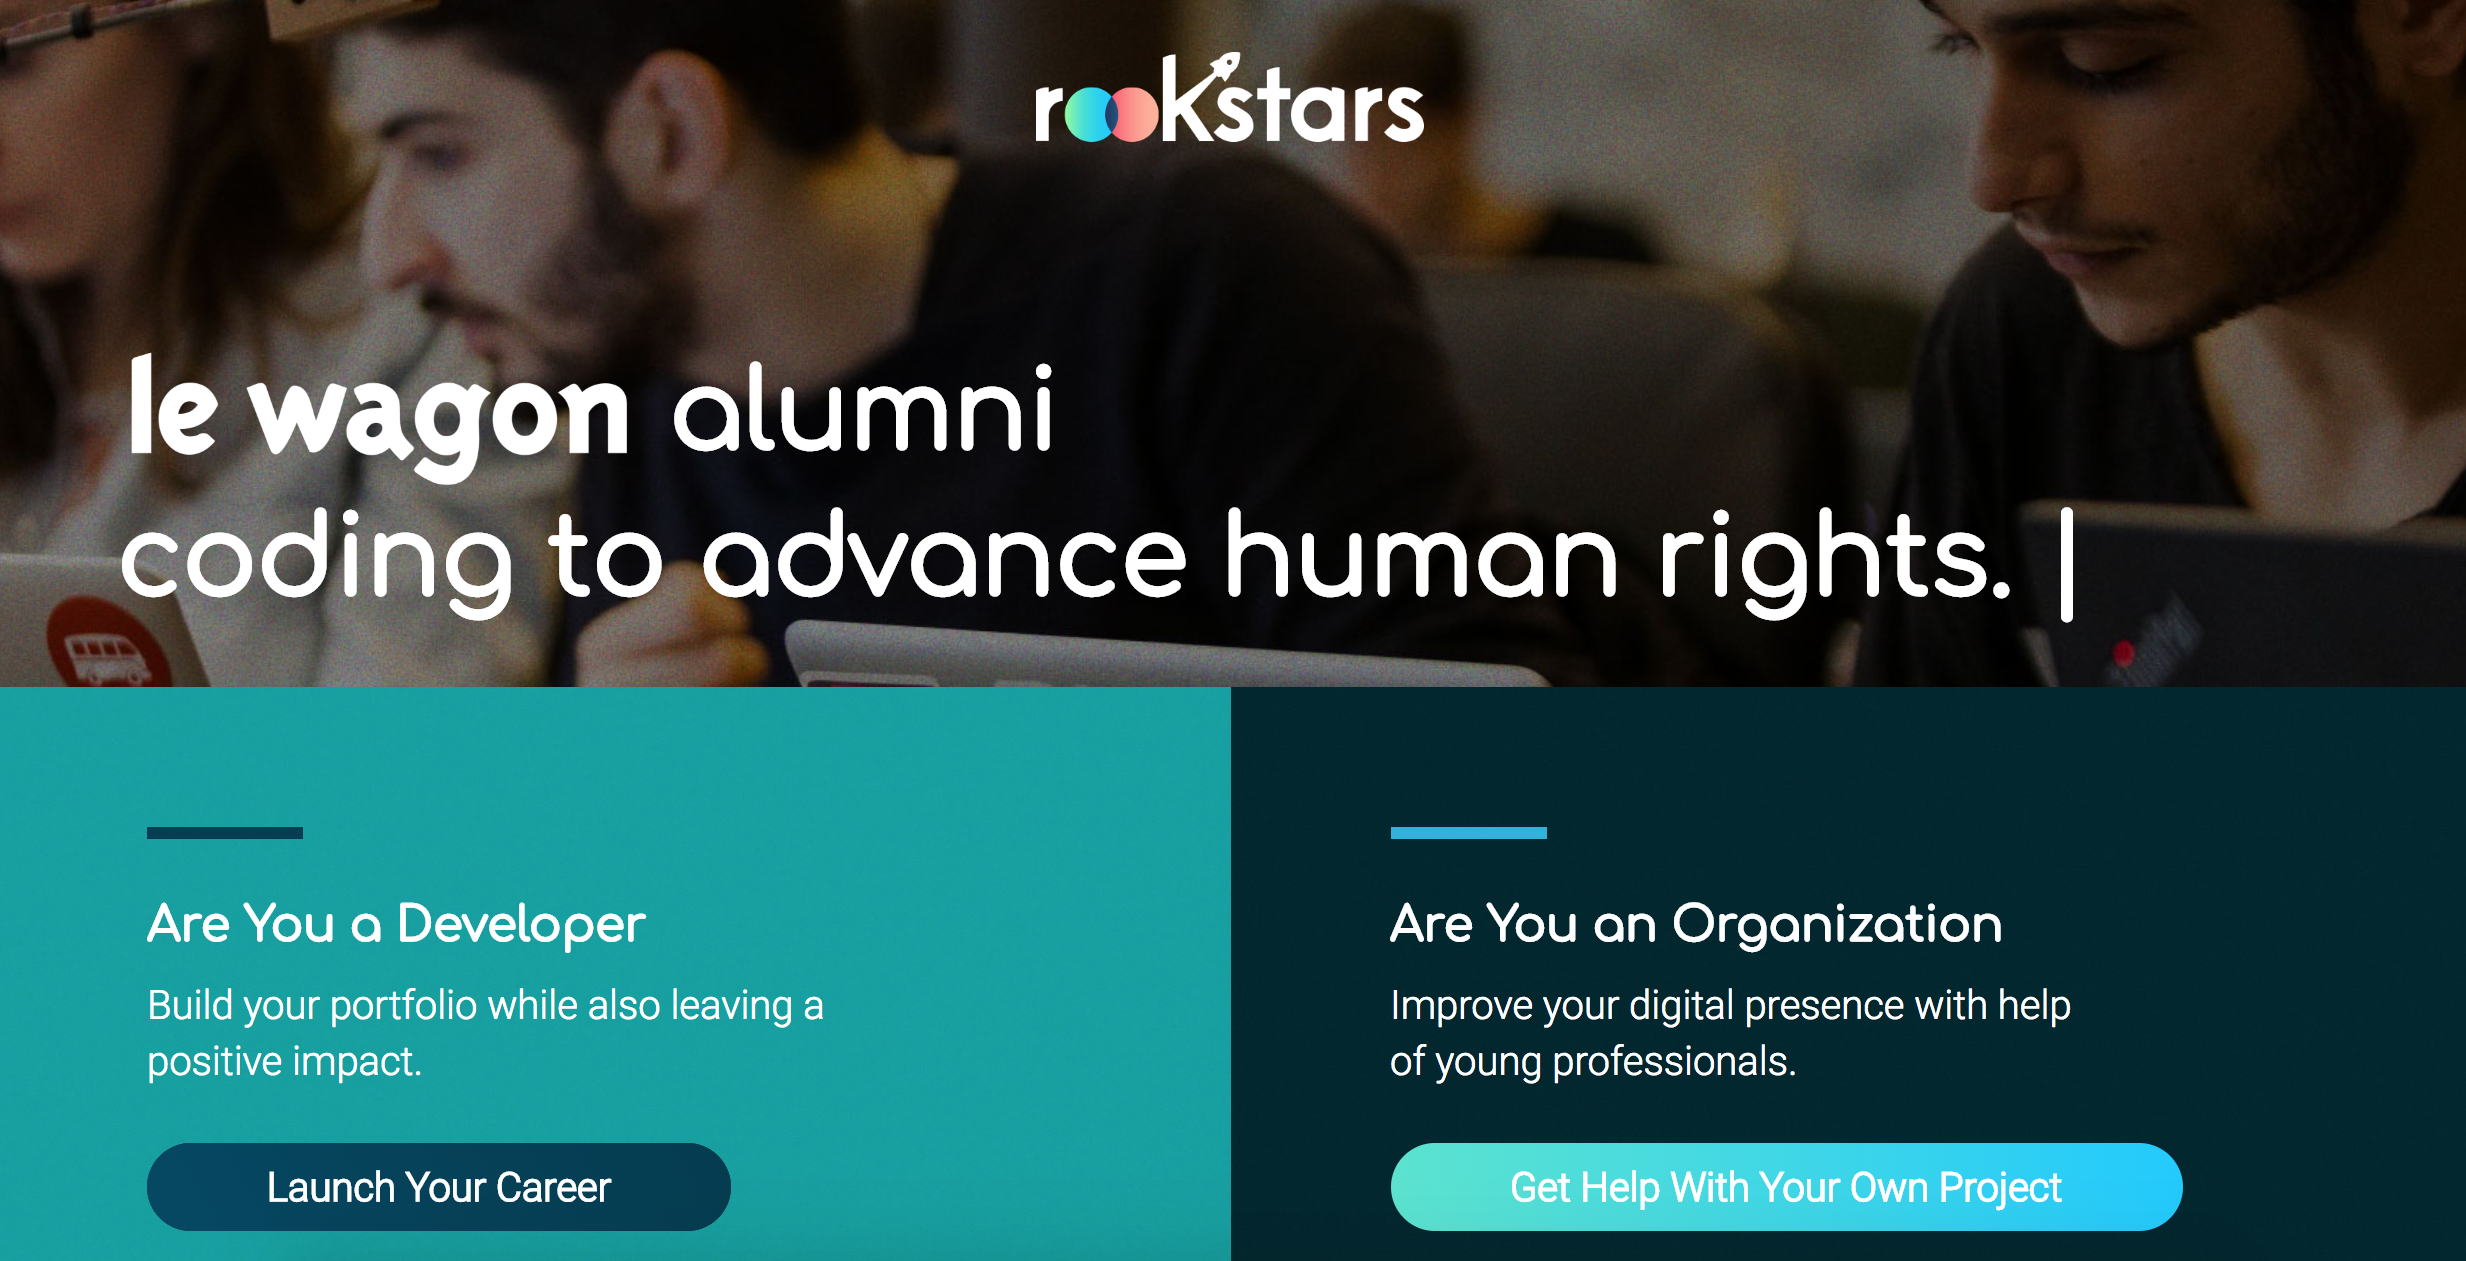 rookstars
le wagon alumni
coding to advance human rights. |
Are You a Developer
Build your portfolio while also leaving a
positive impact.
Launch Your Career
Are You an Organization
Improve your digital presence with help
of young professionals.
Get Help With Your Own Project